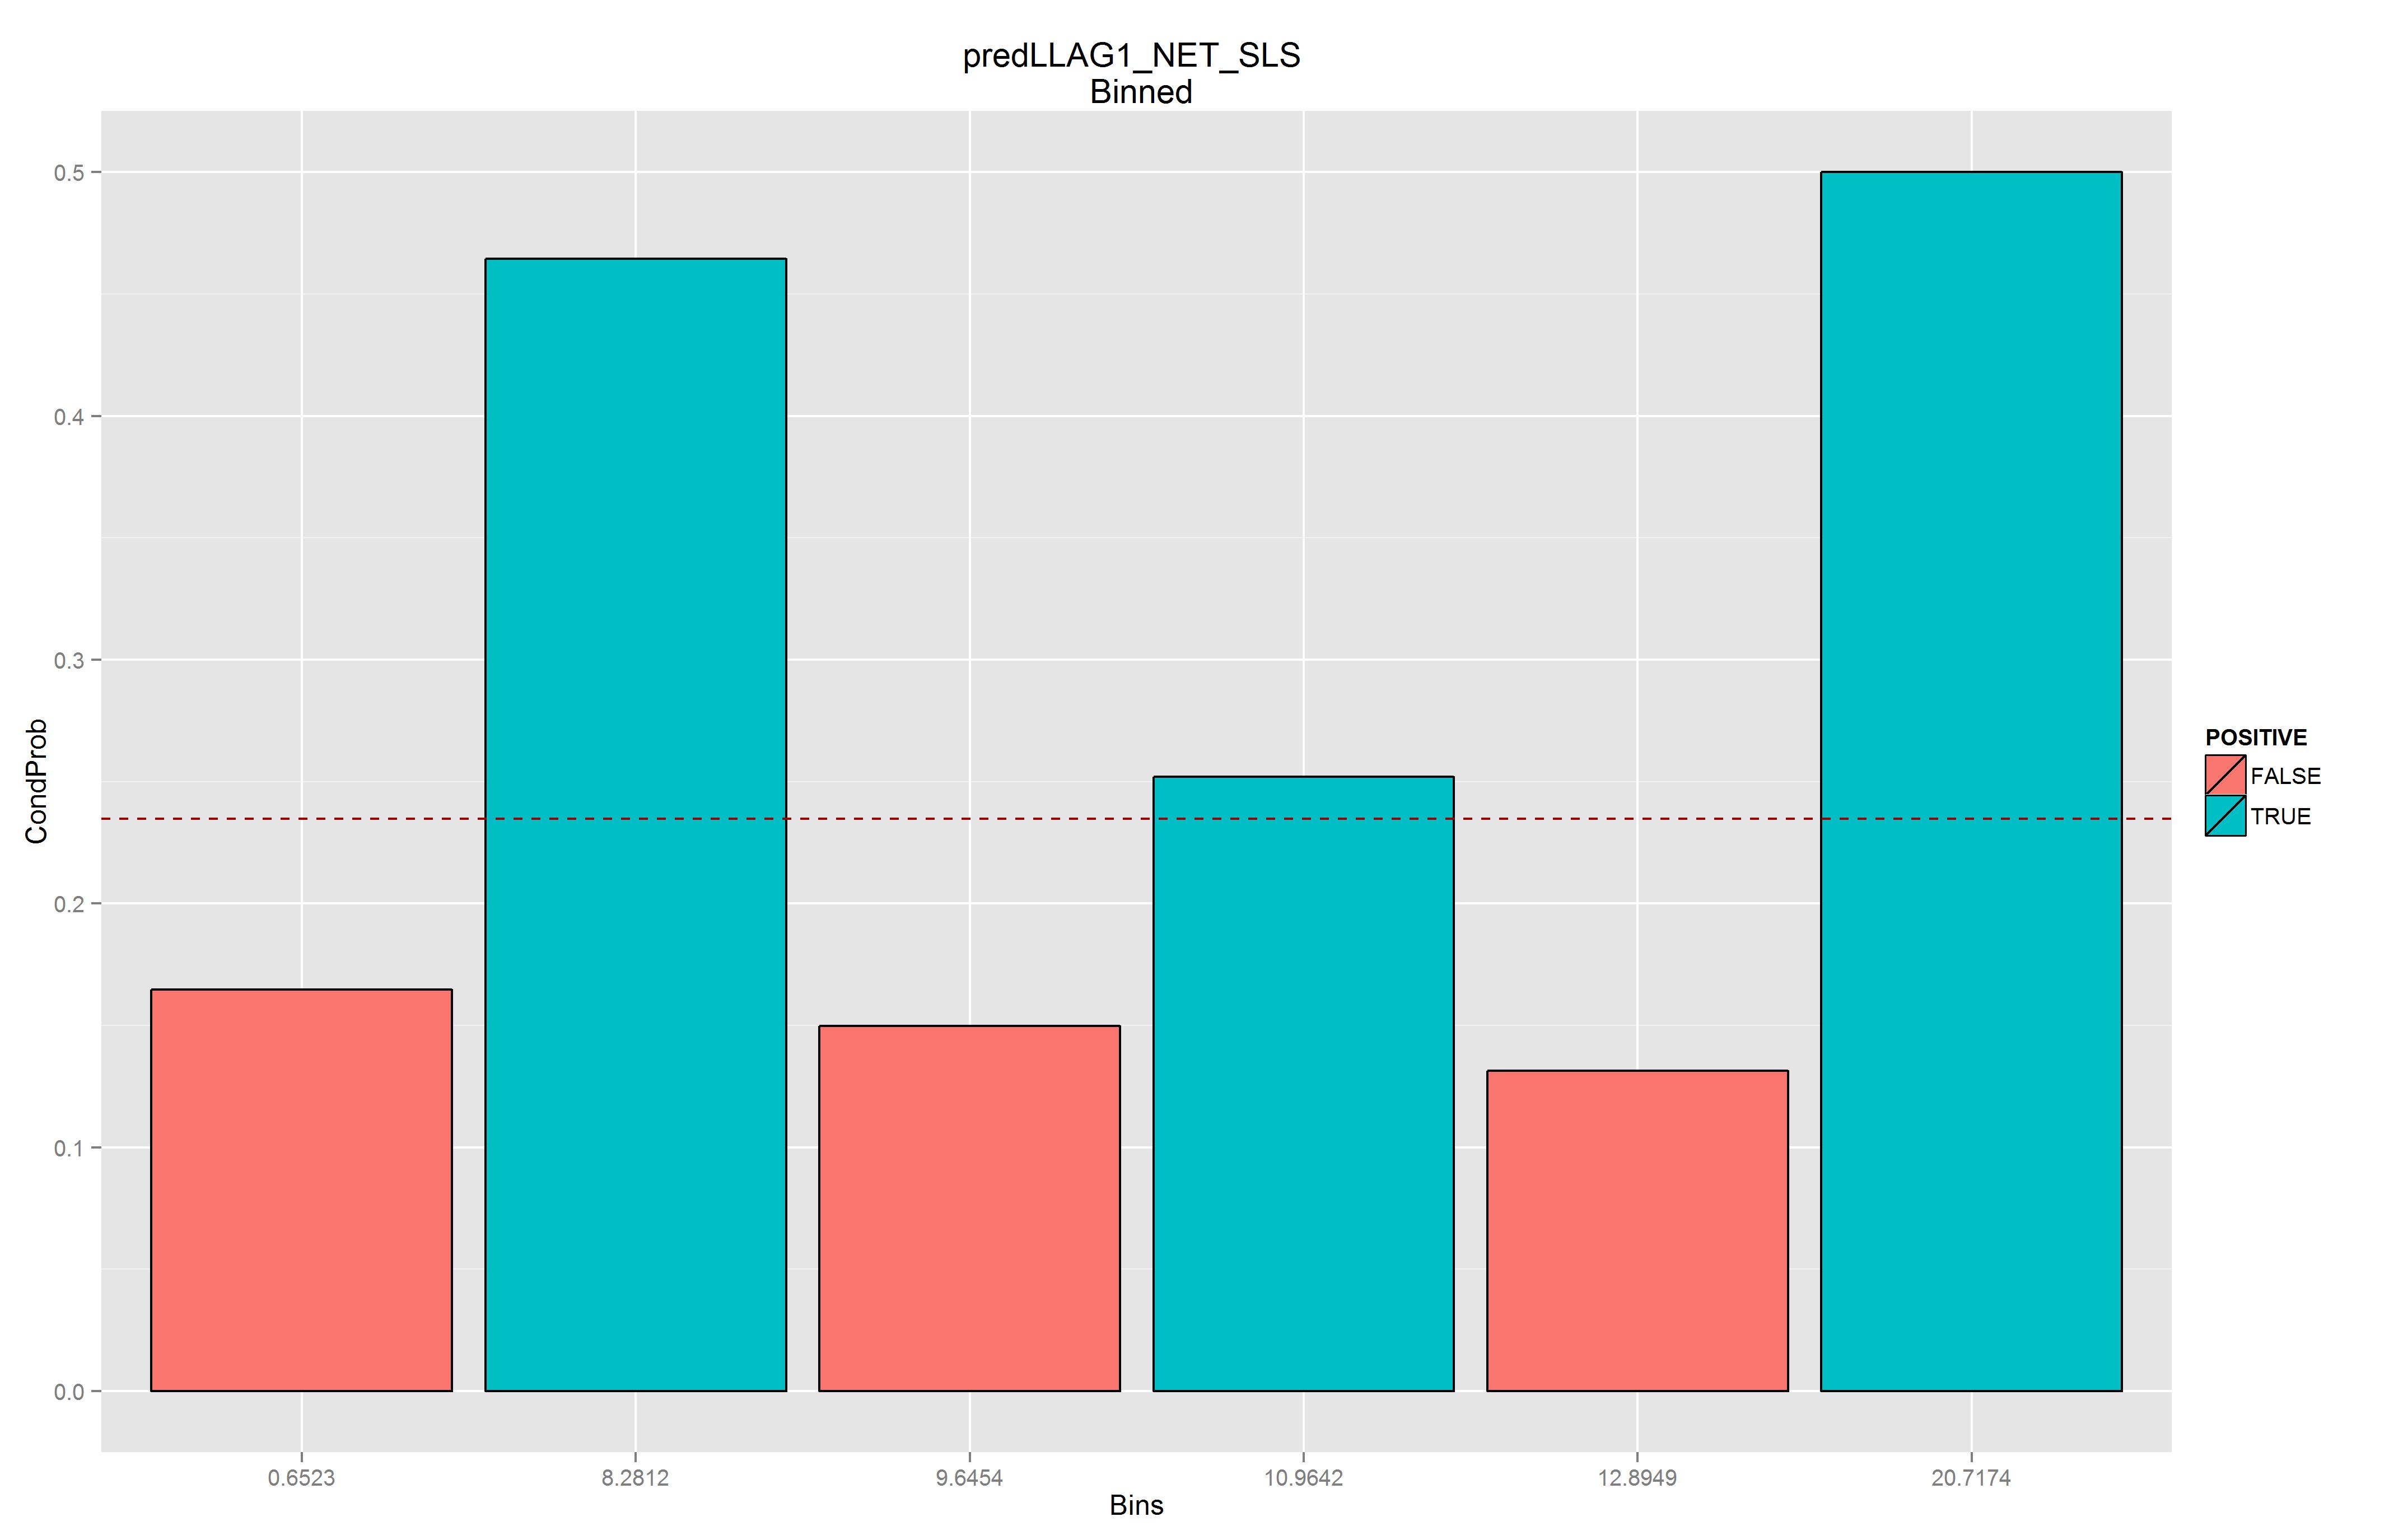 predLLAG1_NET_SLS
Binned
0.5
0.4
0.3
0.2
0.1
0.0
CondProb
0.6523 8.2812 9.6454 10.9642 12.8949 20.7174
Bins
POSITIVE
FALSE
TRUE